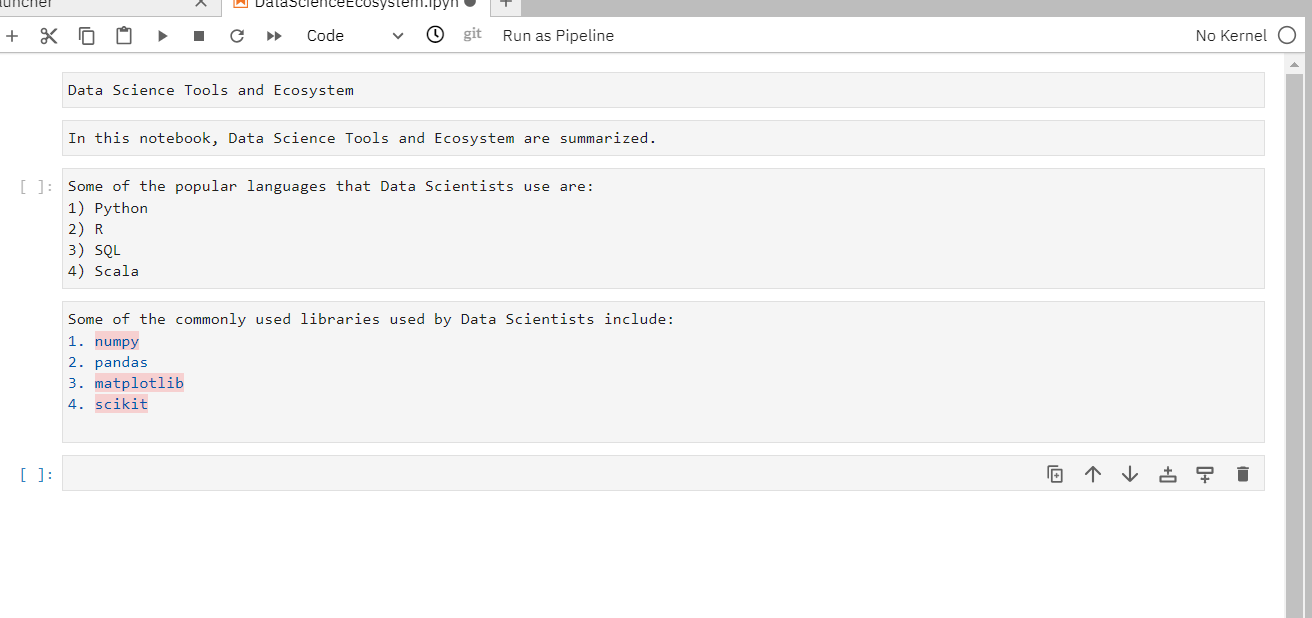 auncher
DataScienceEcosystem.ipyn
Code
git
Run as Pipeline
No Kernel
Data Science Tools and Ecosystem
In this notebook, Data Science Tools and Ecosystem are summarized.
[ ]:
Some of the popular languages that Data Scientists use are:
1) Python
2) R
3) SQL
4) Scala
Some of the commonly used libraries used by Data Scientists include:
1. numpy
2. pandas
3. matplotlib
4. scikit
[ ]: